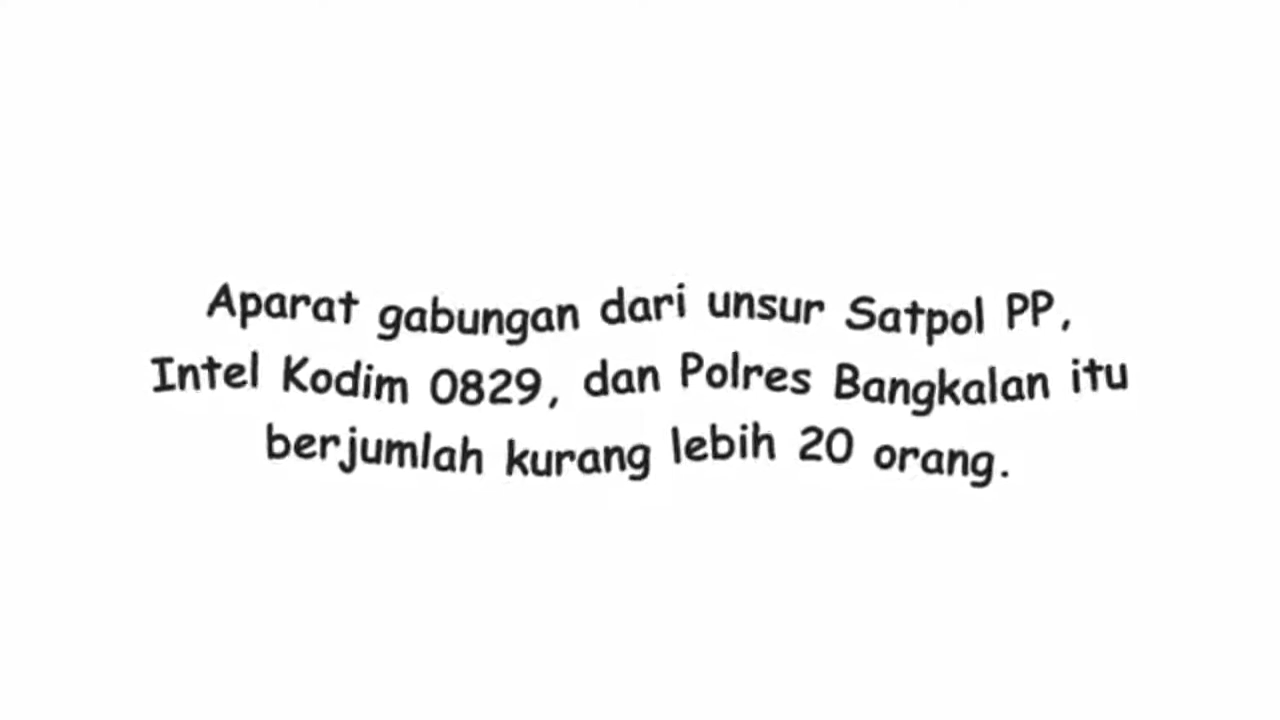 Aparat gabungan dari unsur Satpol PP,
Intel Kodim 0829, dan Polres Bangkalan itu
berjumlah kurang lebih 20 orang.